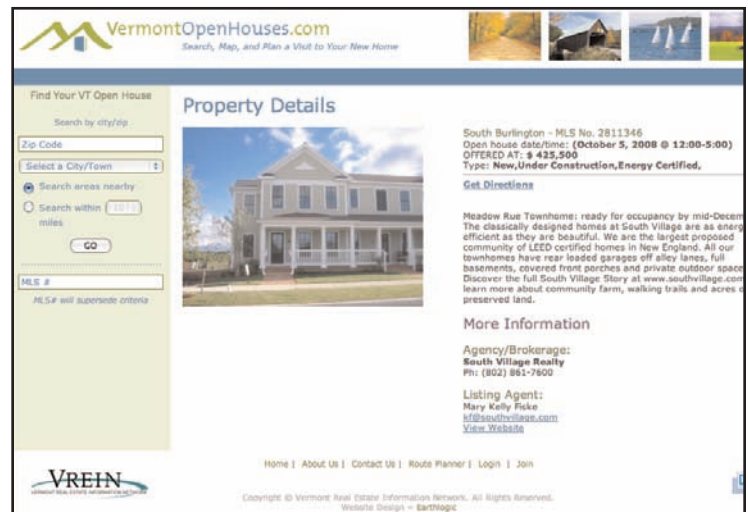 VermontOpenHouses.com
Search, Map, and Plan a Visit to Your New Home
Find Your VT Open House
Search by city/zip
Zip Code
Select a City/Town
Search areas nearby
Search within
miles
GO
MLS #
MLS# will supersede criteria
Property Details
South Burlington - MLS No. 2811346
Open house date/time: (October 5, 2008 @ 12:00-5:00)
OFFERED AT: $ 425,500
Type: New,Under Construction,Energy Certified,
Get Directions
Meadow Rue Townhome: ready for occupancy by mid-Decem
The classically designed homes at South Village are as energ
efficient as they are beautiful. We are the largest proposed
community of LEED certified homes in New England. All our
townhomes have rear loaded garages off alley lanes, full
basements, covered front porches and private outdoor space
Discover the full South Village Story at www.southvillage.com
learn more about community farm, walking trails and acres o
preserved land.
More Information
Agency/Brokerage:
South Village Realty
Ph: (802) 861-7600
Listing Agent:
Mary Kelly Fiske
kf@southvillage.com
View Website
VREIN
VERMONT REAL ESTATE INFORMATION NETWORK
Home | About Us | Contact Us | Route Planner | Login | Join
Copyright © Vermont Real Estate Information Network. All Rights Reserved.
Website Design - Earthlogic